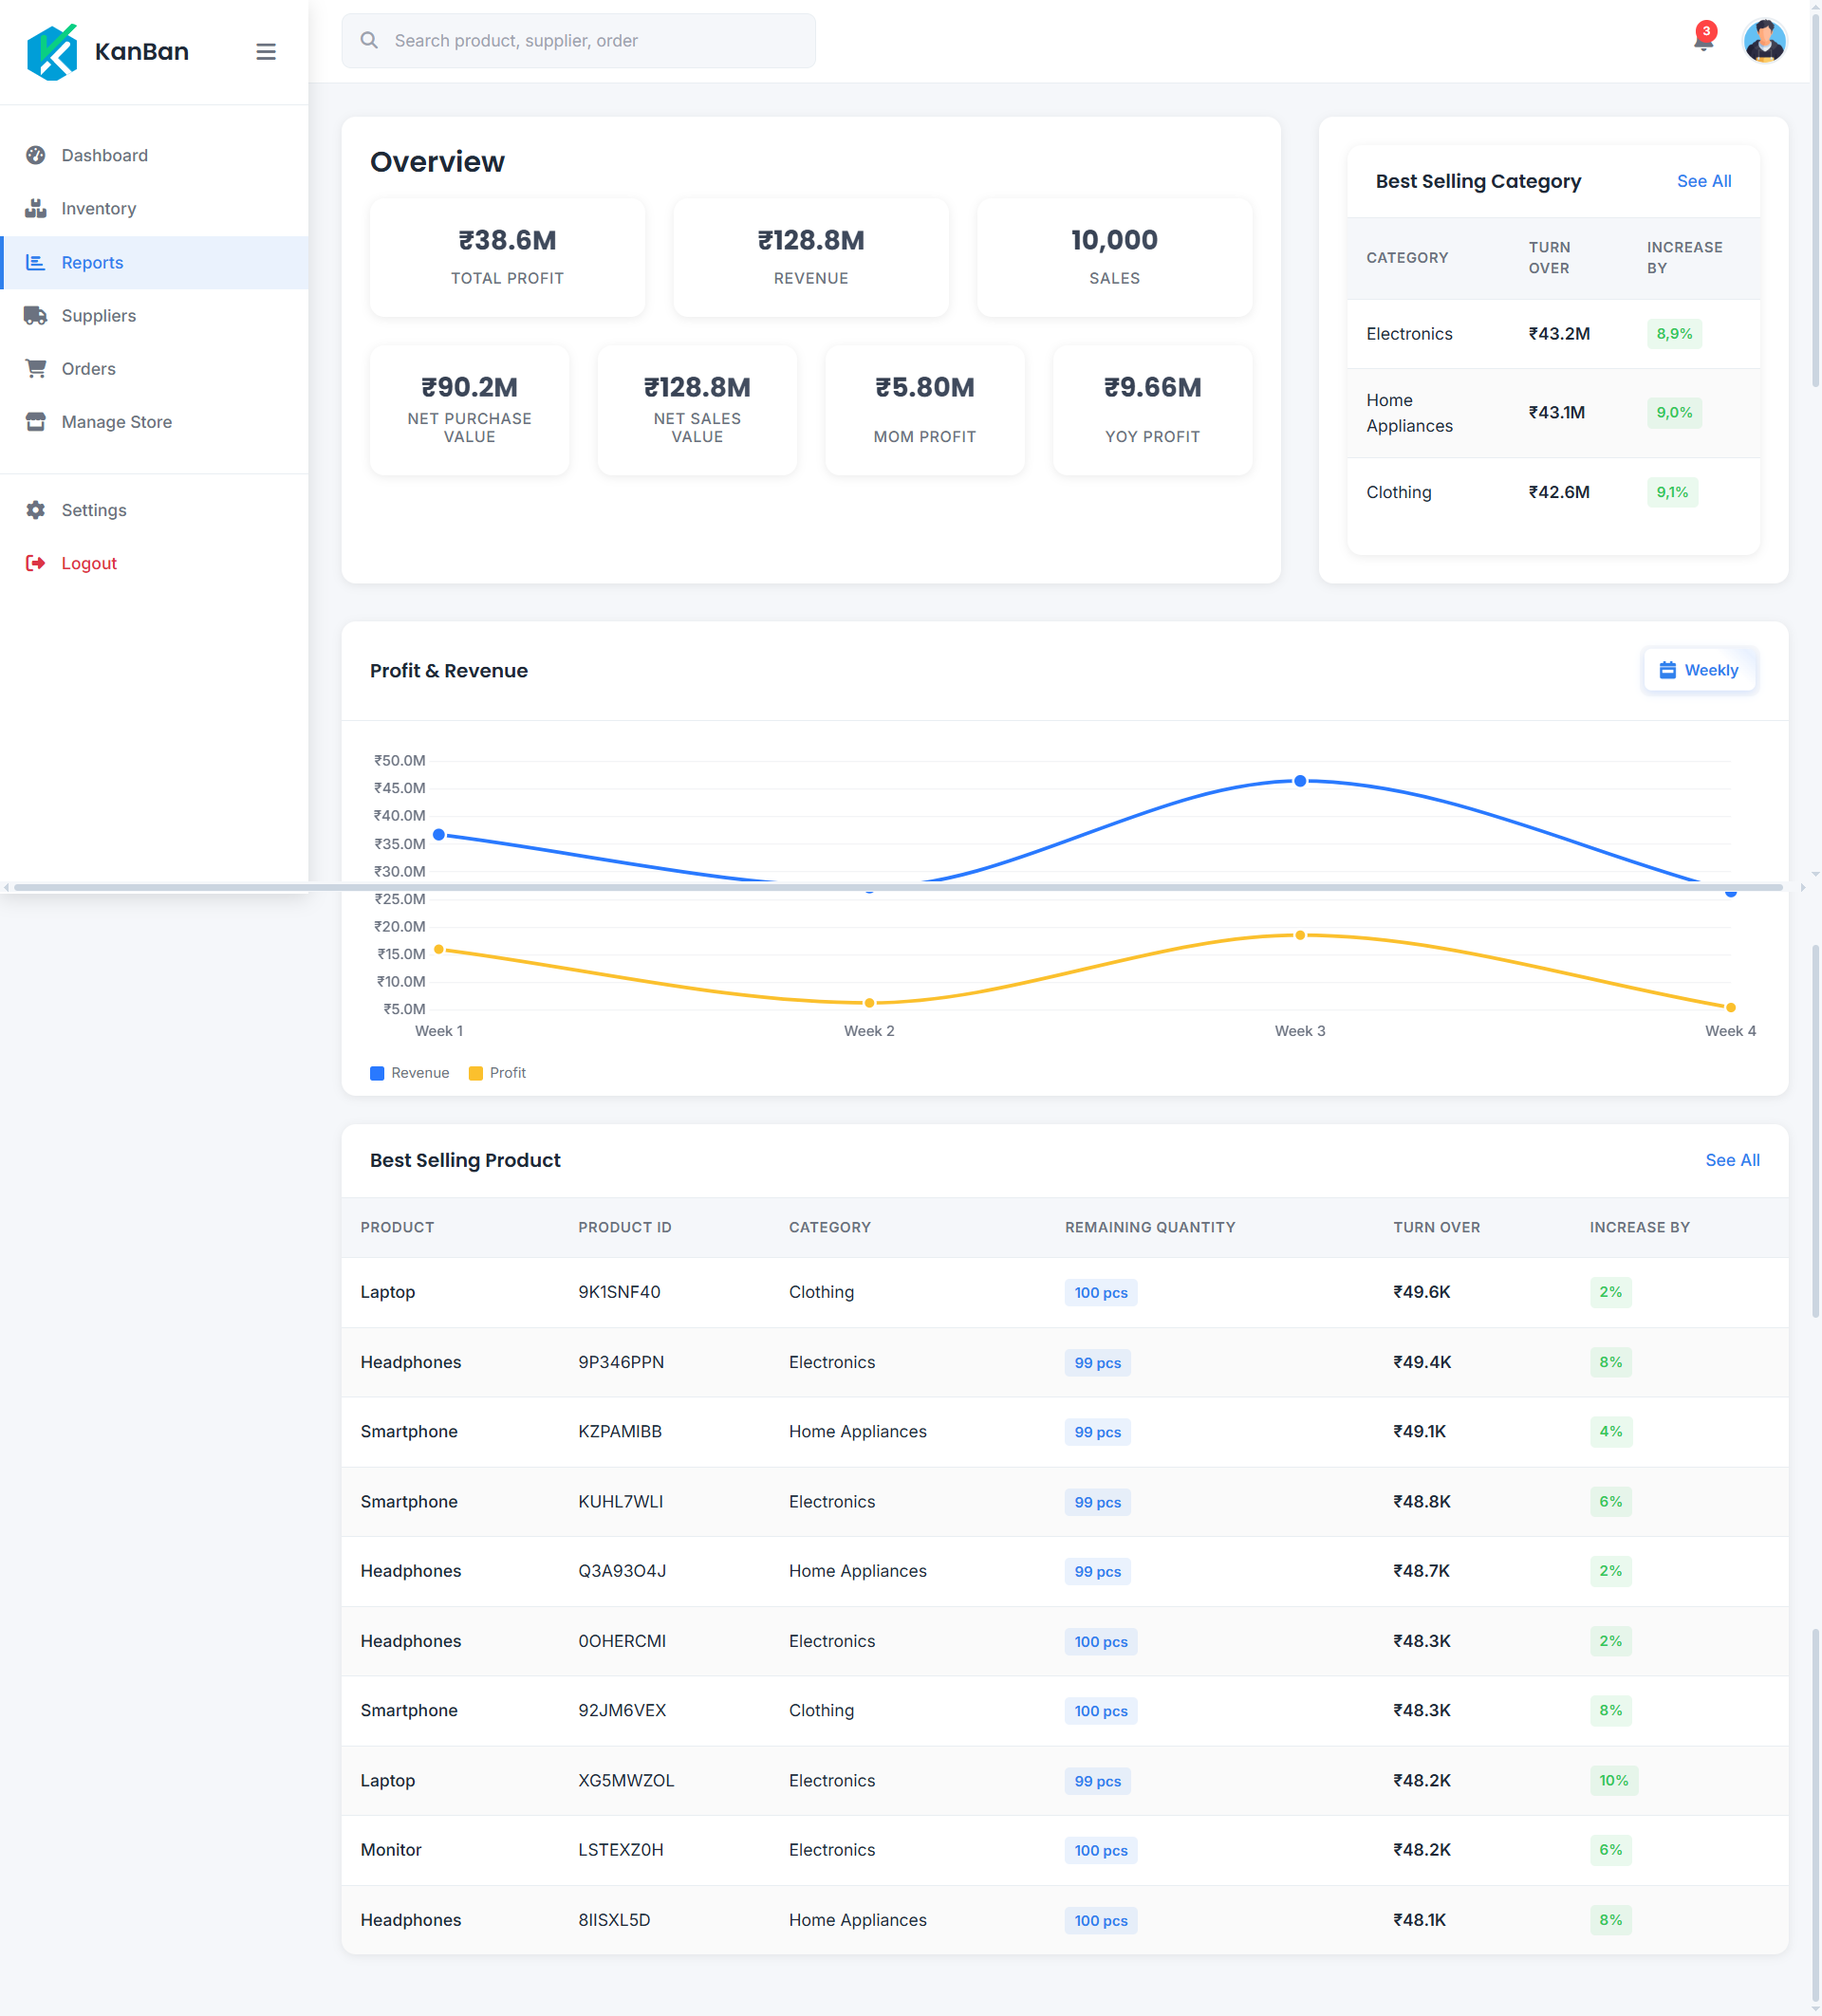 KanBan
Search product, supplier, order
3
Dashboard
Inventory
Reports
Suppliers
Orders
Manage Store
Settings
Logout
Overview
₹38.6M
TOTAL PROFIT
₹128.8M
REVENUE
10,000
SALES
₹90.2M
NET PURCHASE
VALUE
₹128.8M
NET SALES
VALUE
₹5.80M
MOM PROFIT
₹9.66M
YOY PROFIT
Best Selling Category
See All
CATEGORY TURN OVER INCREASE BY
Electronics ₹43.2M 8,9%
Home Appliances ₹43.1M 9,0%
Clothing ₹42.6M 9,1%
Profit & Revenue
Weekly
₹50.0M
₹45.0M
₹40.0M
₹35.0M
₹30.0M
₹25.0M
₹20.0M
₹15.0M
₹10.0M
₹5.0M
Week 1 Week 2 Week 3 Week 4
Revenue Profit
Best Selling Product
See All
PRODUCT PRODUCT ID CATEGORY REMAINING QUANTITY TURN OVER INCREASE BY
Laptop 9K1SNF40 Clothing 100 pcs ₹49.6K 2%
Headphones 9P346PPN Electronics 99 pcs ₹49.4K 8%
Smartphone KZPAMIBB Home Appliances 99 pcs ₹49.1K 4%
Smartphone KUHL7WLI Electronics 99 pcs ₹48.8K 6%
Headphones Q3A93O4J Home Appliances 99 pcs ₹48.7K 2%
Headphones 0OHERCMI Electronics 100 pcs ₹48.3K 2%
Smartphone 92JM6VEX Clothing 100 pcs ₹48.3K 8%
Laptop XG5MWZOL Electronics 99 pcs ₹48.2K 10%
Monitor LSTEXZ0H Electronics 100 pcs ₹48.2K 6%
Headphones 8IISXL5D Home Appliances 100 pcs ₹48.1K 8%